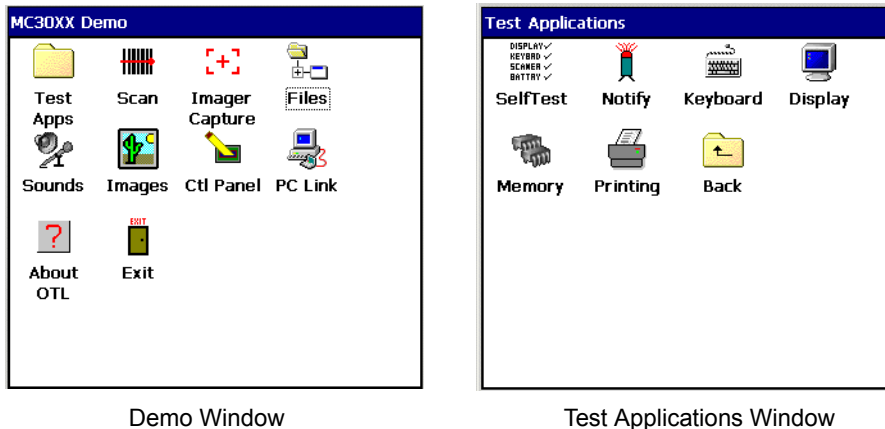 MC30XX Demo
Test Apps
Scan
Imager Capture
Files
Sounds
Images
Ctl Panel
PC Link
EXIT
About OTL
Exit
Demo Window
Test Applications
DISPLAY✓
KEYBRD✓
SCANER✓
BATTRY✓
SelfTest
Notify
Keyboard
Display
Memory
Printing
Back
Test Applications Window